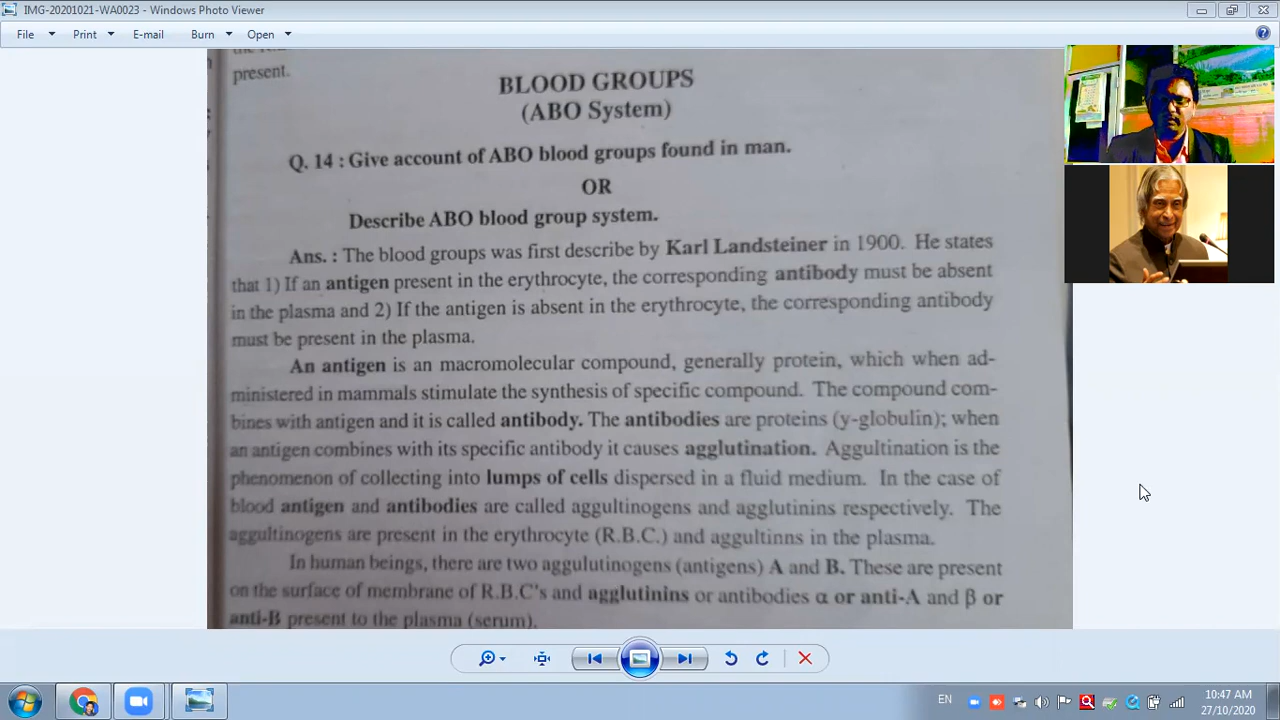 IMG-20201021-WA0023 - Windows Photo Viewer
File Print E-mail Burn Open
present.
BLOOD GROUPS
(ABO System)
Q. 14 : Give account of ABO blood groups found in man.
OR
Describe ABO blood group system.
Ans. : The blood groups was first describe by Karl Landsteiner in 1900. He states
that 1) If an antigen present in the erythrocyte, the corresponding antibody must be absent
in the plasma and 2) If the antigen is absent in the erythrocyte, the corresponding antibody
must be present in the plasma.
An antigen is an macromolecular compound, generally protein, which when ad-
ministered in mammals stimulate the synthesis of specific compound. The compound com-
bines with antigen and it is called antibody. The antibodies are proteins (y-globulin); when
an antigen combines with its specific antibody it causes agglutination. Aggultination is the
phenomenon of collecting into lumps of cells dispersed in a fluid medium. In the case of
blood antigen and antibodies are called aggultinogens and agglutinins respectively. The
aggultinogens are present in the erythrocyte (R.B.C.) and aggultinns in the plasma.
In human beings, there are two aggulutinogens (antigens) A and B. These are present
on the surface of membrane of R.B.C's and agglutinins or antibodies α or anti-A and β or
anti-B present to the plasma (serum).
EN
10:47 AM
27/10/2020